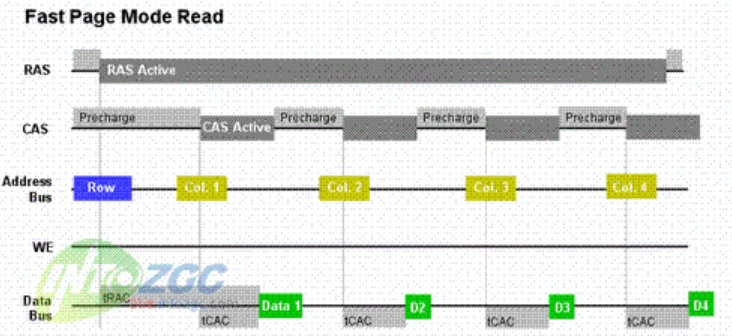 Fast Page Mode Read
RAS
RAS Active
CAS
Precharge
CAS Active
Precharge
Precharge
Precharge
Address Bus
Row
Col. 1
Col. 2
Col. 3
Col. 4
WE
INtoZGC
Data Bus
tRAC
Data 1
D2
D3
D4
tCAC
tCAC
tCAC
tCAC